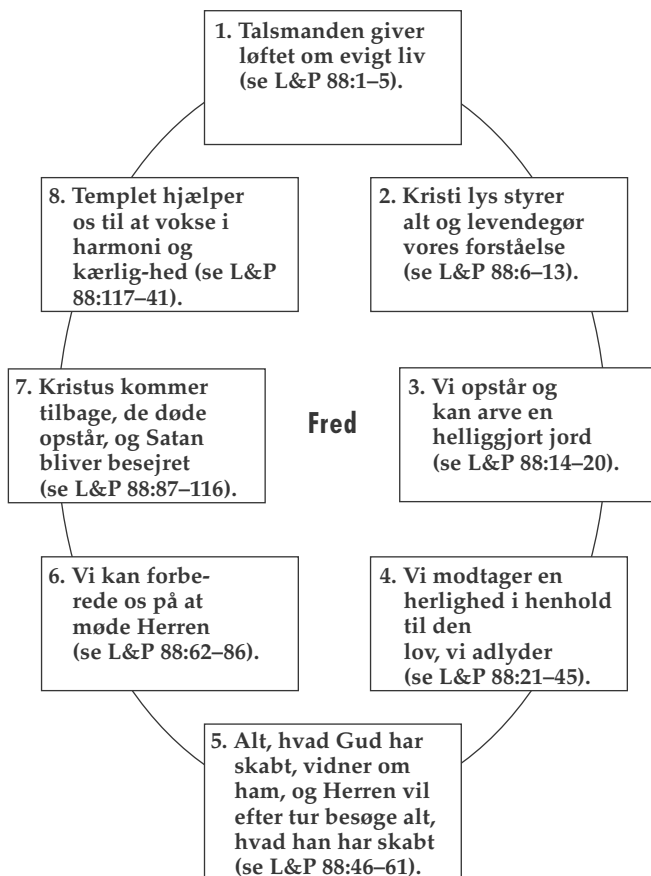 1. Talsmanden giver
løftet om evigt liv
(se L&P 88:1–5).
2. Kristi lys styrer
alt og levendegør
vores forståelse
(se L&P 88:6–13).
3. Vi opstår og
kan arve en
helliggjort jord
(se L&P 88:14–20).
4. Vi modtager en
herlighed i henhold
til den
lov, vi adlyder
(se L&P 88:21–45).
5. Alt, hvad Gud har
skabt, vidner om
ham, og Herren vil
efter tur besøge alt,
hvad han har skabt
(se L&P 88:46–61).
6. Vi kan forbe-
rede os på at
møde Herren
(se L&P 88:62–86).
7. Kristus kommer
tilbage, de døde
opstår, og Satan
bliver besejret
(se L&P 88:87–116).
8. Templet hjælper
os til at vokse i
harmoni og
kærlig-hed (se L&P
88:117–41).
Fred